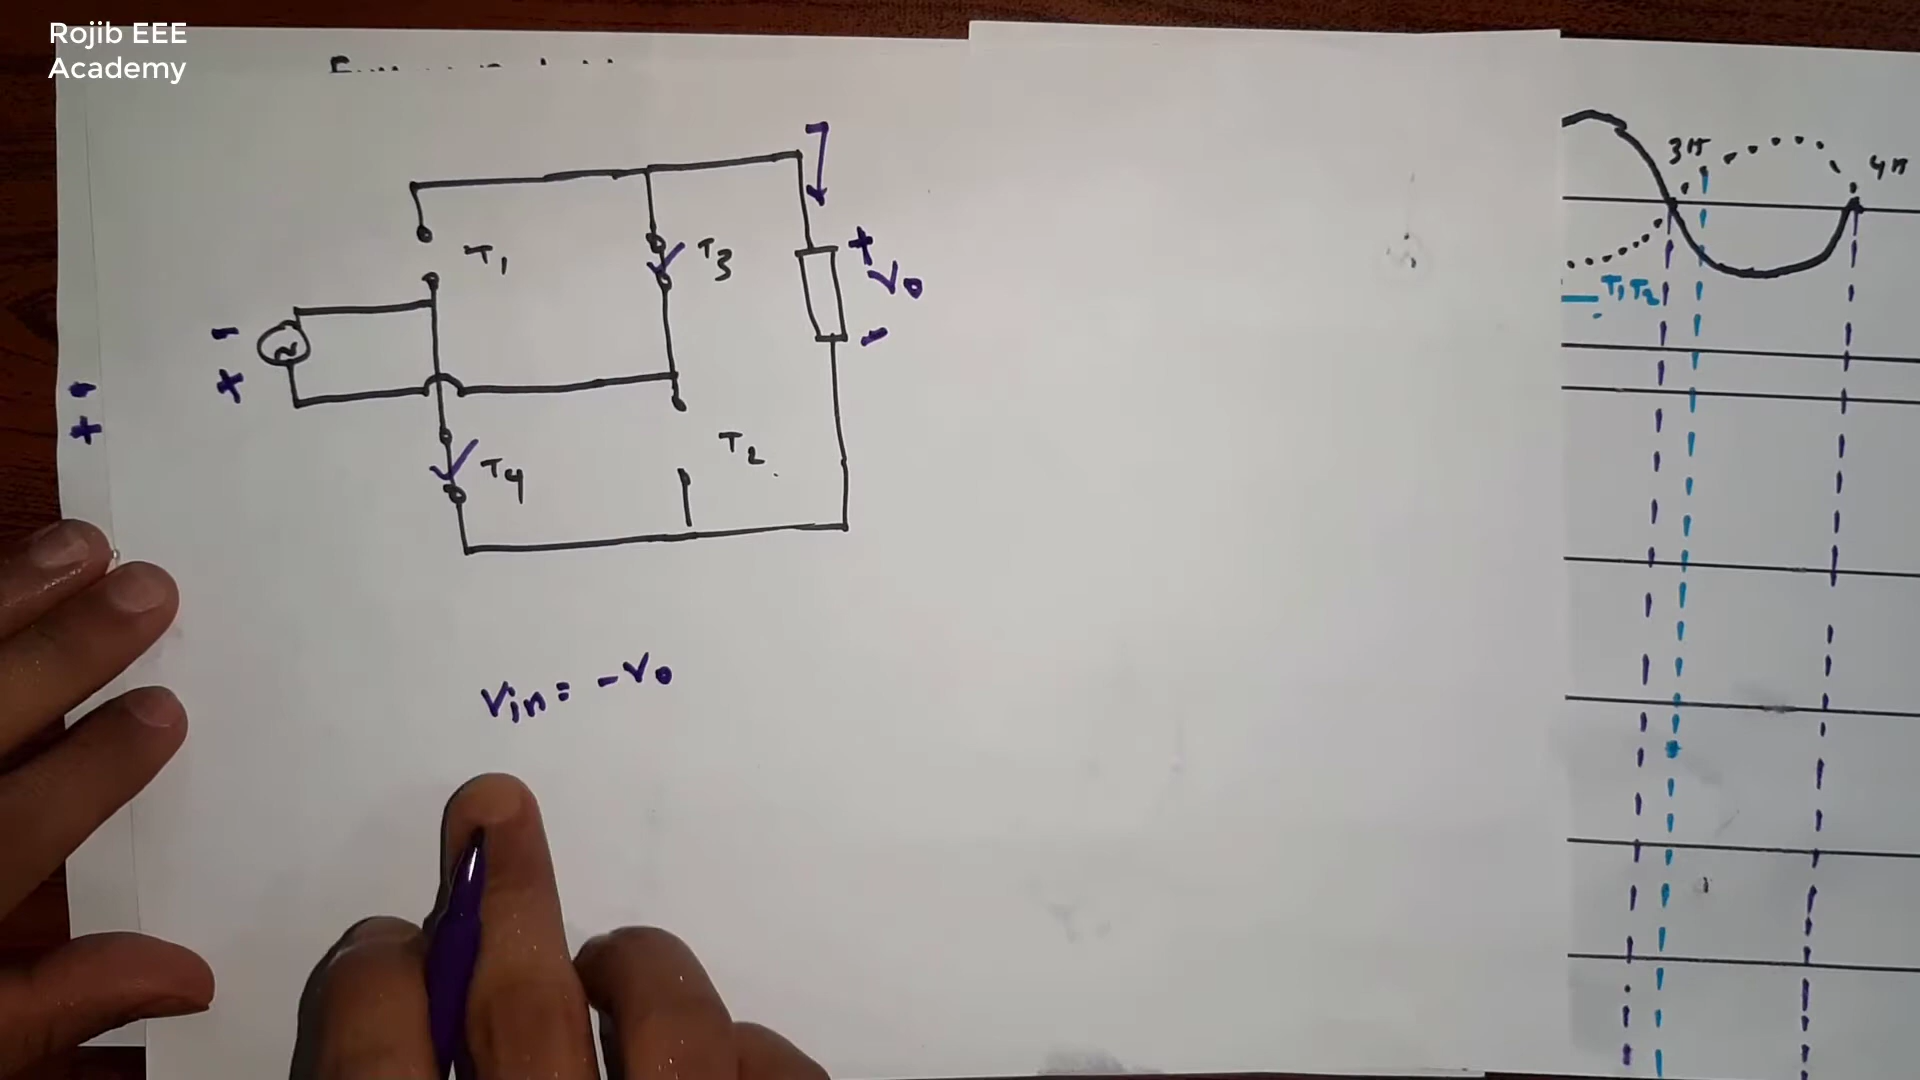 Rojib EEE
Academy
T1
T3
+
Vo
-
-
+
-
+
T4
T2
Vin = -Vo
3π
4π
T1 T2